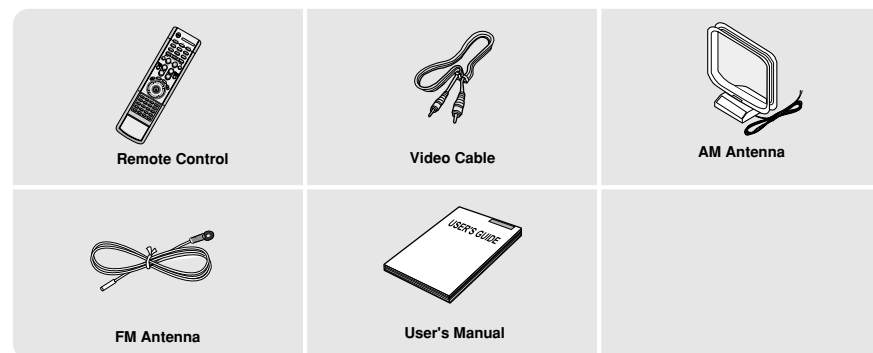 Remote Control
Video Cable
AM Antenna
FM Antenna
USER'S GUIDE
User's Manual